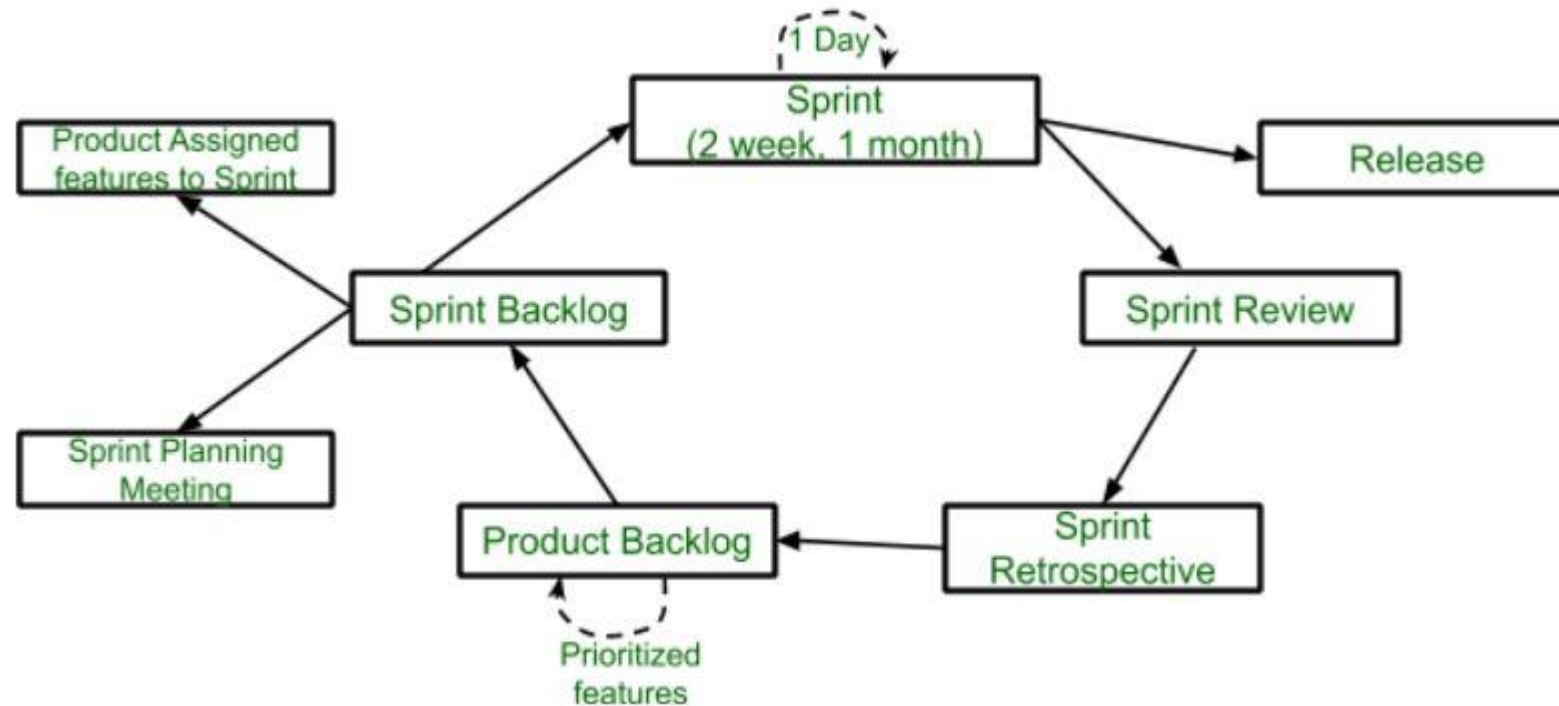 1 Day
Sprint
(2 week, 1 month)
Product Assigned
features to Sprint
Release
Sprint Backlog
Sprint Review
Sprint Planning
Meeting
Product Backlog
Sprint
Retrospective
Prioritized
features